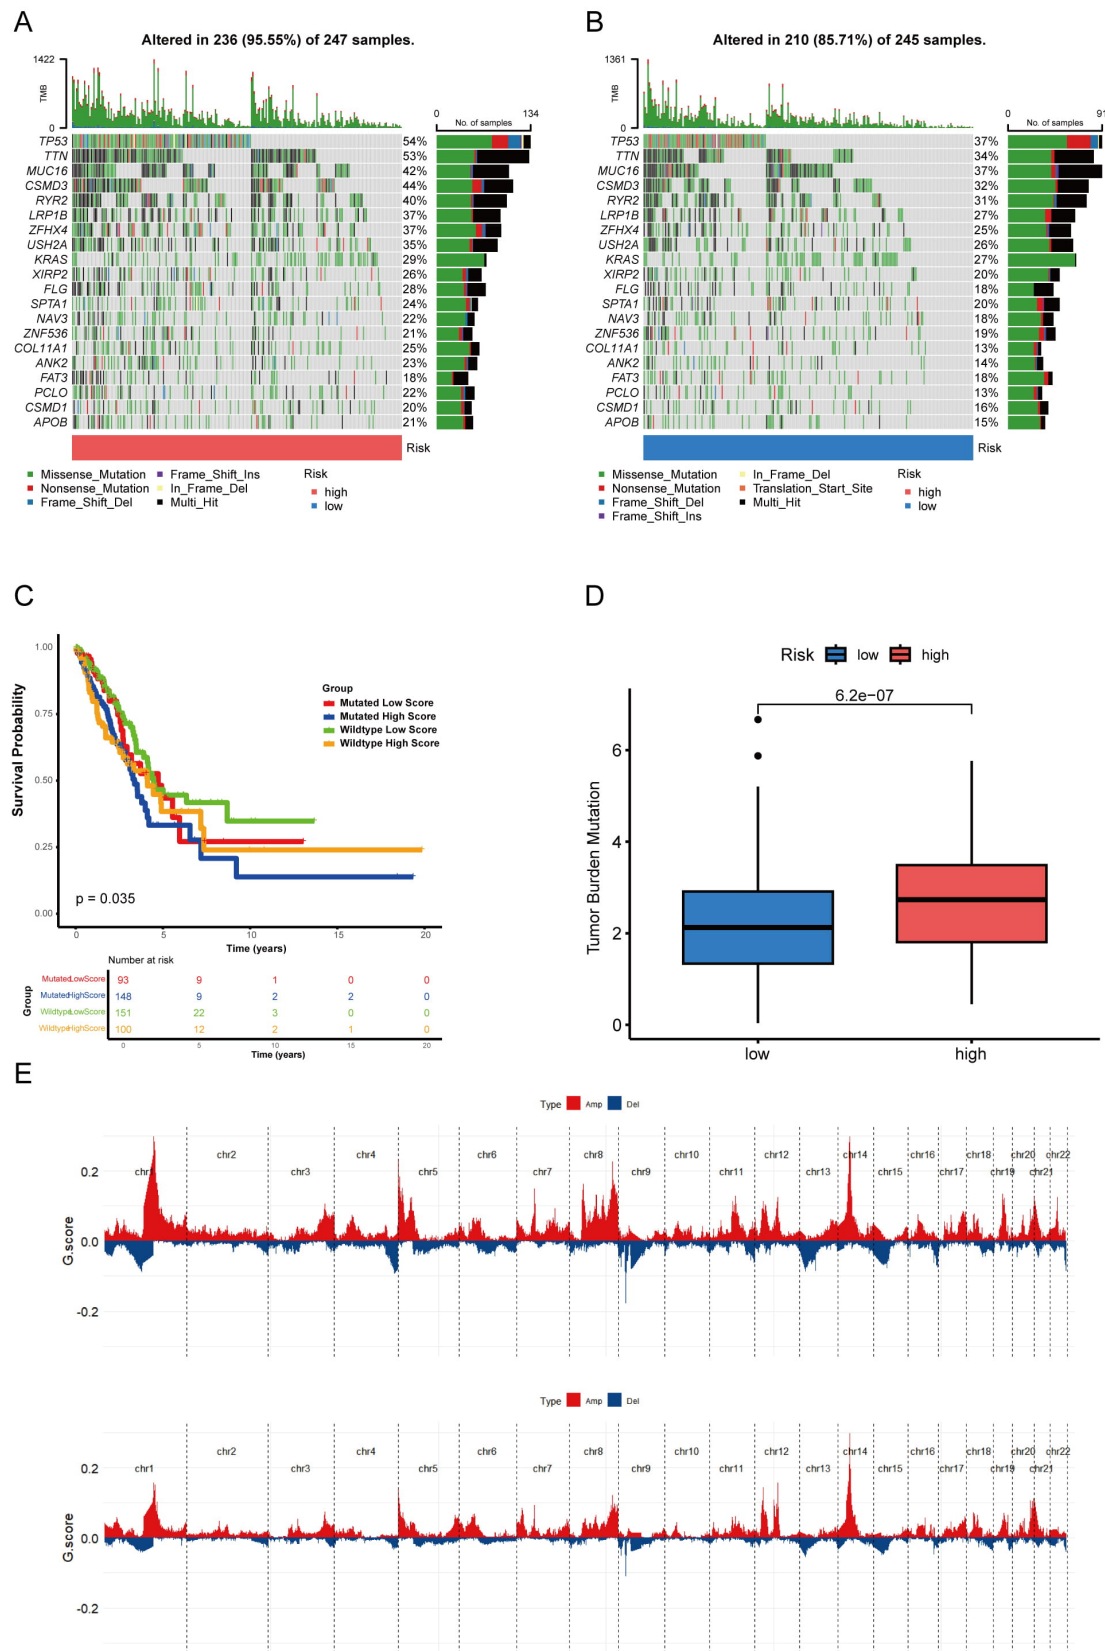 A
Altered in 236 (95.55%) of 247 samples.
1422
TMB
0
0 134
No. of samples
TP53 54%
TTN 53%
MUC16 42%
CSMD3 44%
RYR2 40%
LRP1B 37%
ZFHX4 37%
USH2A 35%
KRAS 29%
XIRP2 26%
FLG 28%
SPTA1 24%
NAV3 22%
ZNF536 21%
COL11A1 25%
ANK2 23%
FAT3 18%
PCLO 22%
CSMD1 20%
APOB 21%
Risk
Missense_Mutation Frame_Shift_Ins Risk
Nonsense_Mutation In_Frame_Del high
Frame_Shift_Del Multi_Hit low
B
Altered in 210 (85.71%) of 245 samples.
1361
TMB
0
0 91
No. of samples
TP53 37%
TTN 34%
MUC16 37%
CSMD3 32%
RYR2 31%
LRP1B 27%
ZFHX4 25%
USH2A 26%
KRAS 27%
XIRP2 20%
FLG 18%
SPTA1 20%
NAV3 18%
ZNF536 19%
COL11A1 13%
ANK2 14%
FAT3 18%
PCLO 13%
CSMD1 16%
APOB 15%
Risk
Missense_Mutation In_Frame_Del Risk
Nonsense_Mutation Translation_Start_Site high
Frame_Shift_Del Multi_Hit low
Frame_Shift_Ins
C
Survival Probability
1.00
0.75
0.50
0.25
0.00
Group
Mutated Low Score
Mutated High Score
Wildtype Low Score
Wildtype High Score
p = 0.035
0 5 10 15 20
Time (years)
Number at risk
Group
MutatedLowScore 93 9 1 0 0
MutatedHighScore 148 9 2 2 0
WildtypeLowScore 151 22 3 0 0
WildtypeHighScore 100 12 2 1 0
0 5 10 15 20
Time (years)
D
Risk low high
6.2e-07
Tumor Burden Mutation
6
4
2
0
low high
E
Type Amp Del
chr1 chr2 chr3 chr4 chr5 chr6 chr7 chr8 chr9 chr10 chr11 chr12 chr13 chr14 chr15 chr16 chr17 chr18 chr19 chr20 chr21 chr22
G.score
0.2
0.0
-0.2
Type Amp Del
chr1 chr2 chr3 chr4 chr5 chr6 chr7 chr8 chr9 chr10 chr11 chr12 chr13 chr14 chr15 chr16 chr17 chr18 chr19 chr20 chr21 chr22
G.score
0.2
0.0
-0.2